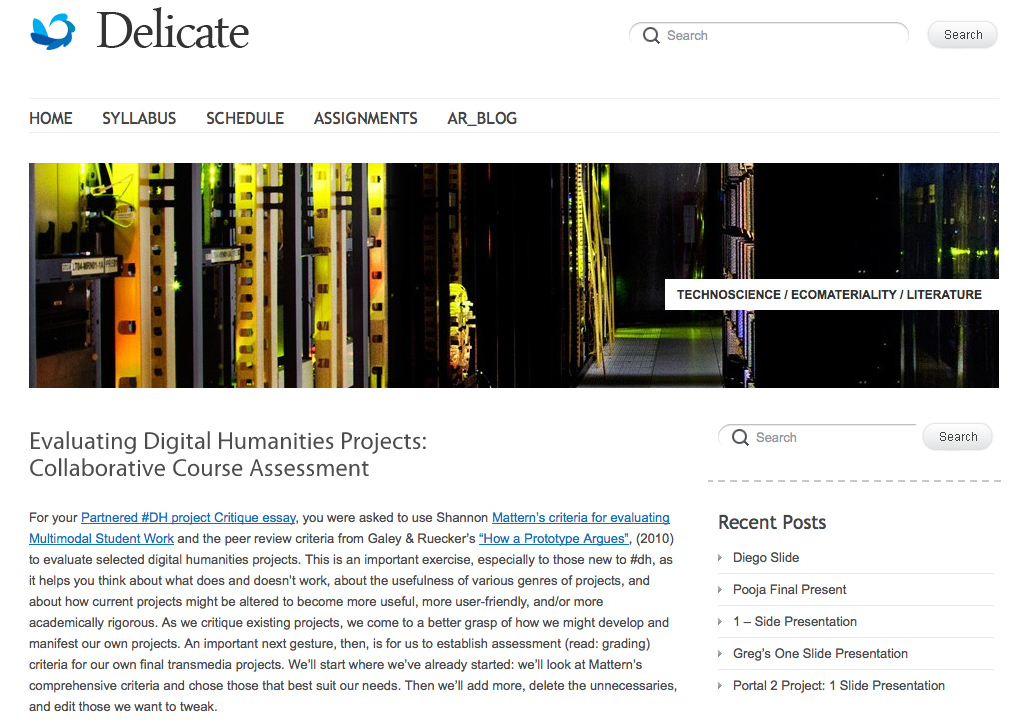 Delicate
Search
Search
HOME SYLLABUS SCHEDULE ASSIGNMENTS AR_BLOG
TECHNOSCIENCE / ECOMATERIALITY / LITERATURE
Evaluating Digital Humanities Projects:
Collaborative Course Assessment
For your Partnered #DH project Critique essay, you were asked to use Shannon Mattern's criteria for evaluating
Multimodal Student Work and the peer review criteria from Galey & Ruecker's “How a Prototype Argues”, (2010)
to evaluate selected digital humanities projects. This is an important exercise, especially to those new to #dh, as
it helps you think about what does and doesn't work, about the usefulness of various genres of projects, and
about how current projects might be altered to become more useful, more user-friendly, and/or more
academically rigorous. As we critique existing projects, we come to a better grasp of how we might develop and
manifest our own projects. An important next gesture, then, is for us to establish assessment (read: grading)
criteria for our own final transmedia projects. We'll start where we've already started: we'll look at Mattern's
comprehensive criteria and chose those that best suit our needs. Then we'll add more, delete the unnecessaries,
and edit those we want to tweak.
Search
Search
Recent Posts
Diego Slide
Pooja Final Present
1 – Side Presentation
Greg's One Slide Presentation
Portal 2 Project: 1 Slide Presentation